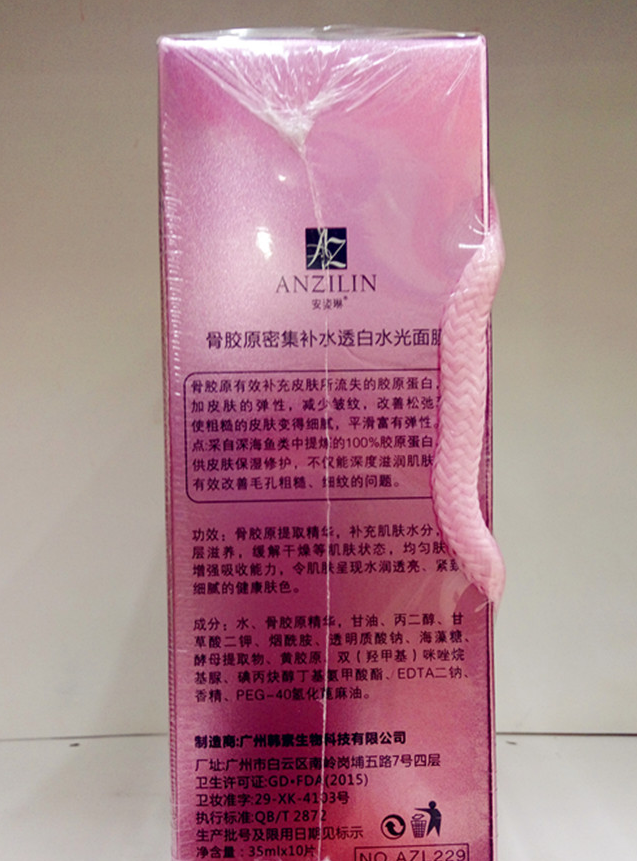 AZ
ANZILIN
安姿琳®
骨胶原密集补水透白水光面膜
骨胶原有效补充皮肤所流失的胶原蛋白,
加皮肤的弹性，减少皱纹，改善松弛
使粗糙的皮肤变得细腻，平滑富有弹性。
点:采自深海鱼类中提炼的100%胶原蛋白
供皮肤保湿修护，不仅能深度滋润肌肤
有效改善毛孔粗糙、细纹的问题。
功效：骨胶原提取精华，补充肌肤水分,
层滋养，缓解干燥等肌肤状态，均匀肤
增强吸收能力，令肌肤呈现水润透亮、紧致
细腻的健康肤色。
成分：水、骨胶原精华，甘油、丙二醇、甘
草酸二钾、烟酰胺、透明质酸钠、海藻糖、
酵母提取物、黄胶原、双（羟甲基）咪唑烷
基脲、碘丙炔醇丁基氨甲酸酯、EDTA二钠、
香精、PEG-40氢化蓖麻油。
制造商:广州韩素生物科技有限公司
厂址:广州市白云区南岭岗埔五路7号四层
卫生许可证:GD·FDA(2015)
卫妆准字:29-XK-4103号
执行标准:QB/T 2872
生产批号及限用日期见标示
净含量：35mlx10片
NO.AZL229